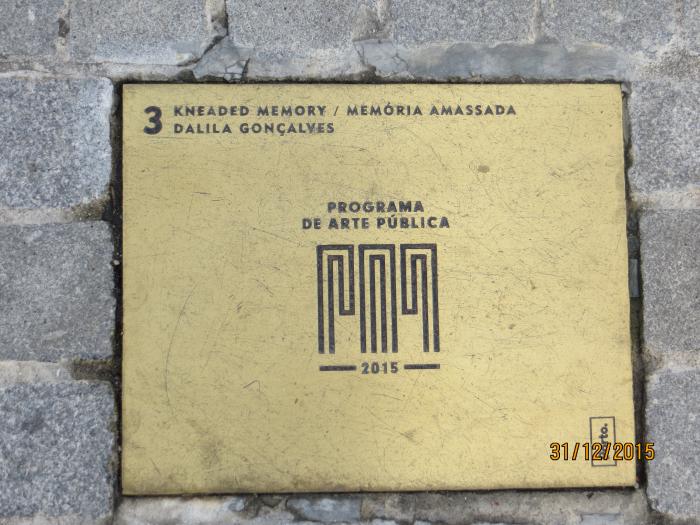 3 KNEADED MEMORY / MEMÓRIA AMASSADA
DALILA GONÇALVES
PROGRAMA
DE ARTE PÚBLICA
2015
31/12/2015